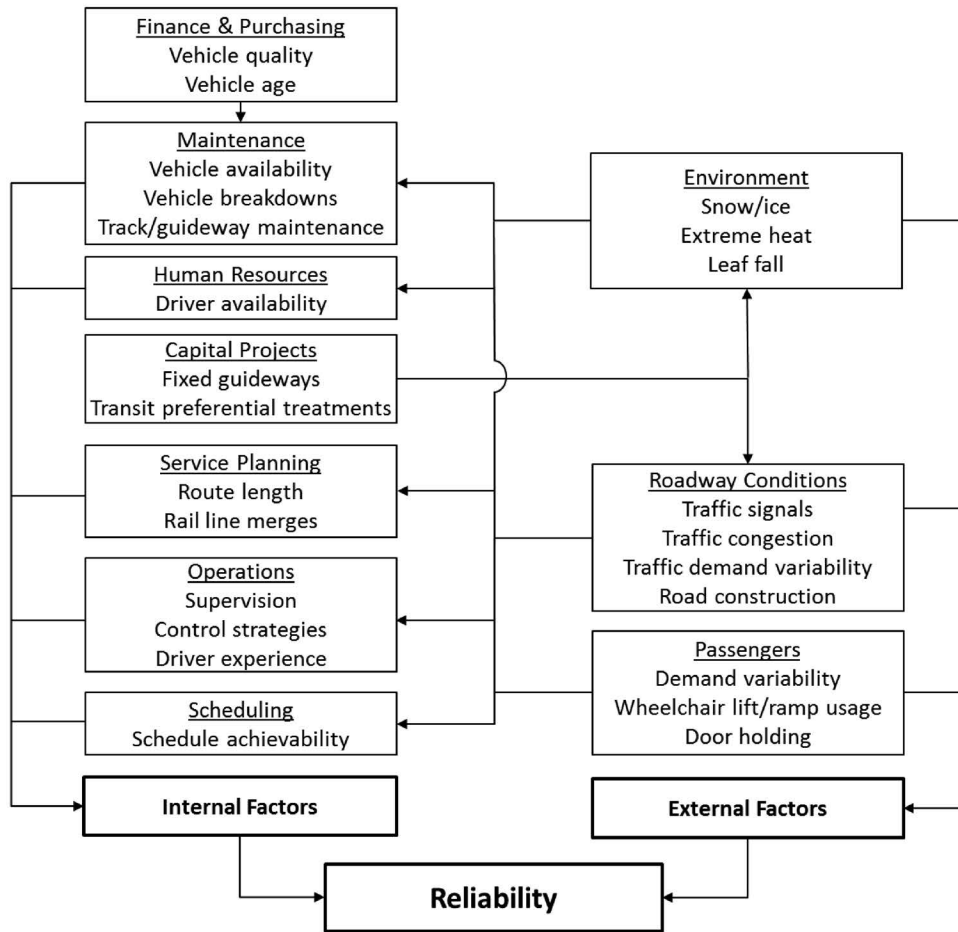 Finance & Purchasing
Vehicle quality
Vehicle age
Maintenance
Vehicle availability
Vehicle breakdowns
Track/guideway maintenance
Human Resources
Driver availability
Capital Projects
Fixed guideways
Transit preferential treatments
Service Planning
Route length
Rail line merges
Operations
Supervision
Control strategies
Driver experience
Scheduling
Schedule achievability
Internal Factors
Environment
Snow/ice
Extreme heat
Leaf fall
Roadway Conditions
Traffic signals
Traffic congestion
Traffic demand variability
Road construction
Passengers
Demand variability
Wheelchair lift/ramp usage
Door holding
External Factors
Reliability